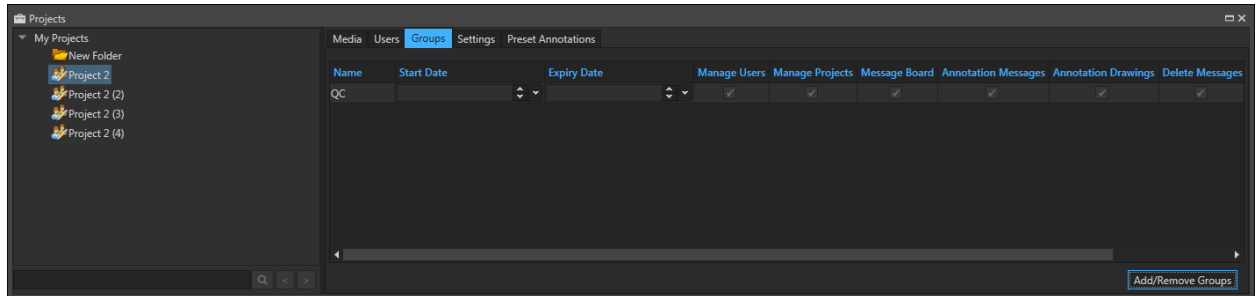 Projects
My Projects
New Folder
Project 2
Project 2 (2)
Project 2 (3)
Project 2 (4)
Media Users Groups Settings Preset Annotations
Name Start Date Expiry Date Manage Users Manage Projects Message Board Annotation Messages Annotation Drawings Delete Messages
QC
Add/Remove Groups